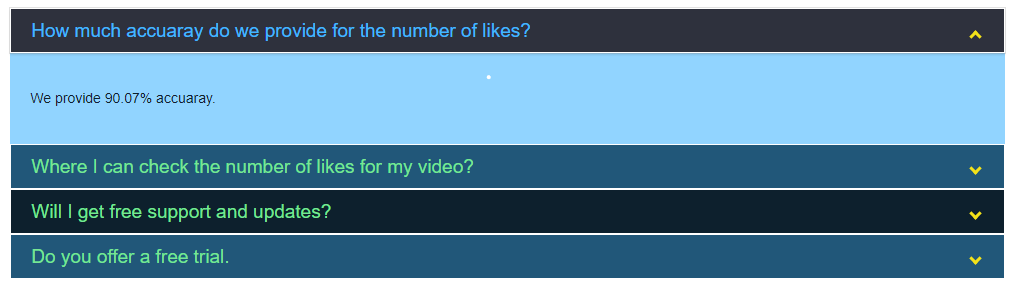 How much accuaray do we provide for the number of likes?
We provide 90.07% accuaray.
Where I can check the number of likes for my video?
Will I get free support and updates?
Do you offer a free trial.